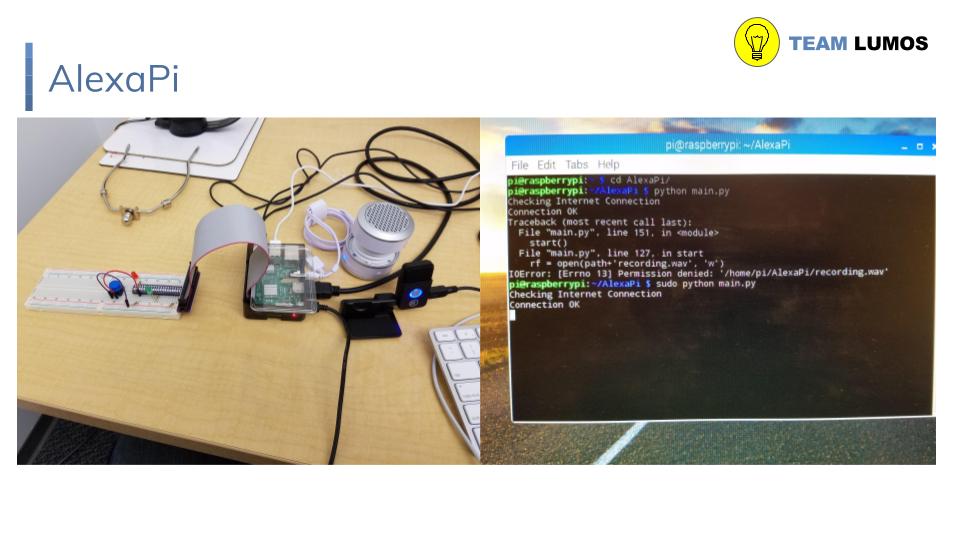 TEAM LUMOS
AlexaPi
pi@raspberrypi: ~/AlexaPi
File Edit Tabs Help
pi@raspberrypi:~ $ cd AlexaPi/
pi@raspberrypi:~/AlexaPi $ python main.py
Checking Internet Connection
Connection OK
Traceback (most recent call last):
File "main.py", line 151, in <module>
start()
File "main.py", line 127, in start
rf = open(path+'recording.wav', 'w')
IOError: [Errno 13] Permission denied: '/home/pi/AlexaPi/recording.wav'
pi@raspberrypi:~/AlexaPi $ sudo python main.py
Checking Internet Connection
Connection OK